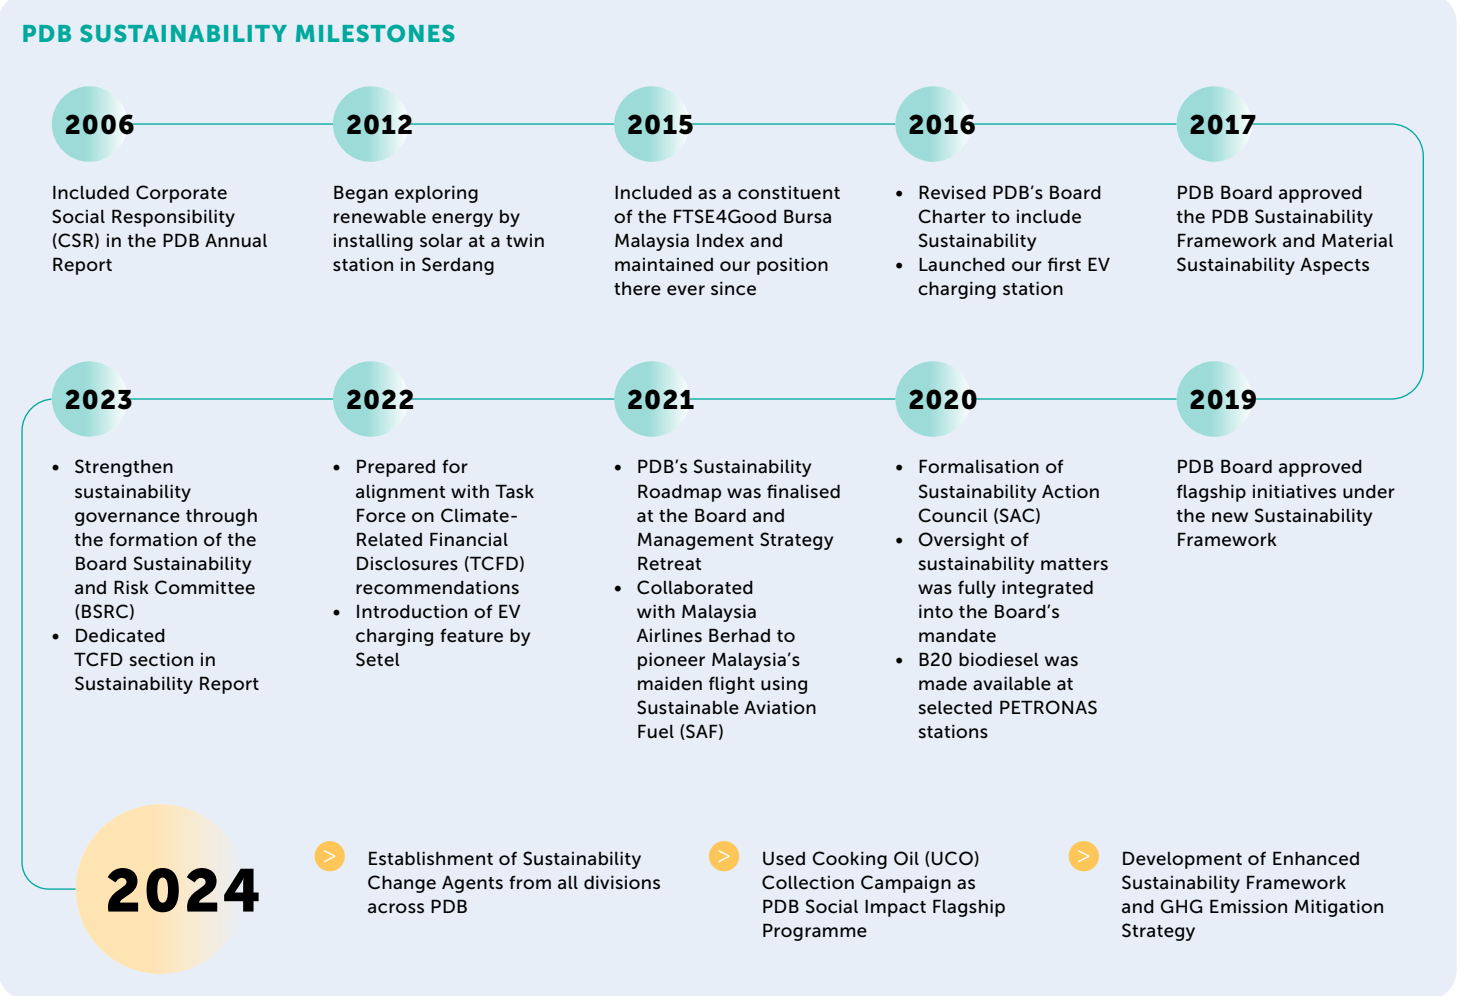 PDB SUSTAINABILITY MILESTONES
2006
Included Corporate
Social Responsibility
(CSR) in the PDB Annual
Report
2012
Began exploring
renewable energy by
installing solar at a twin
station in Serdang
2015
Included as a constituent
of the FTSE4Good Bursa
Malaysia Index and
maintained our position
there ever since
2016
• Revised PDB's Board
Charter to include
Sustainability
• Launched our first EV
charging station
2017
PDB Board approved
the PDB Sustainability
Framework and Material
Sustainability Aspects
2019
PDB Board approved
flagship initiatives under
the new Sustainability
Framework
2020
• Formalisation of
Sustainability Action
Council (SAC)
• Oversight of
sustainability matters
was fully integrated
into the Board's
mandate
• B20 biodiesel was
made available at
selected PETRONAS
stations
2021
• PDB's Sustainability
Roadmap was finalised
at the Board and
Management Strategy
Retreat
• Collaborated
with Malaysia
Airlines Berhad to
pioneer Malaysia's
maiden flight using
Sustainable Aviation
Fuel (SAF)
2022
• Prepared for
alignment with Task
Force on Climate-
Related Financial
Disclosures (TCFD)
recommendations
• Introduction of EV
charging feature by
Setel
2023
• Strengthen
sustainability
governance through
the formation of the
Board Sustainability
and Risk Committee
(BSRC)
• Dedicated
TCFD section in
Sustainability Report
2024
> Establishment of Sustainability
Change Agents from all divisions
across PDB
> Used Cooking Oil (UCO)
Collection Campaign as
PDB Social Impact Flagship
Programme
> Development of Enhanced
Sustainability Framework
and GHG Emission Mitigation
Strategy